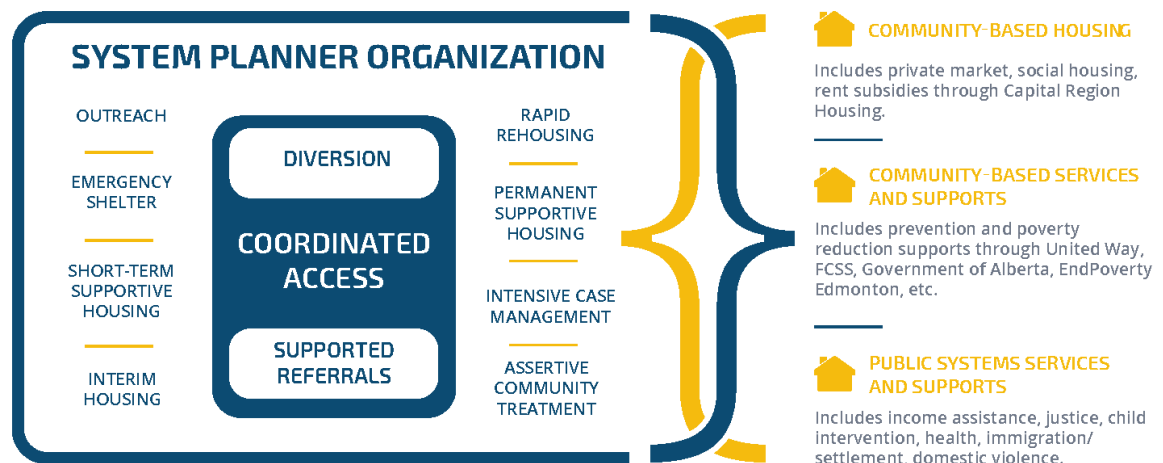 SYSTEM PLANNER ORGANIZATION
OUTREACH
EMERGENCY
SHELTER
SHORT-TERM
SUPPORTIVE
HOUSING
INTERIM
HOUSING
DIVERSION
COORDINATED
ACCESS
SUPPORTED
REFERRALS
RAPID
REHOUSING
PERMANENT
SUPPORTIVE
HOUSING
INTENSIVE CASE
MANAGEMENT
ASSERTIVE
COMMUNITY
TREATMENT
COMMUNITY-BASED HOUSING
Includes private market, social housing,
rent subsidies through Capital Region
Housing.
COMMUNITY-BASED SERVICES
AND SUPPORTS
Includes prevention and poverty
reduction supports through United Way,
FCSS, Government of Alberta, EndPoverty
Edmonton, etc.
PUBLIC SYSTEMS SERVICES
AND SUPPORTS
Includes income assistance, justice, child
intervention, health, immigration/
settlement, domestic violence.